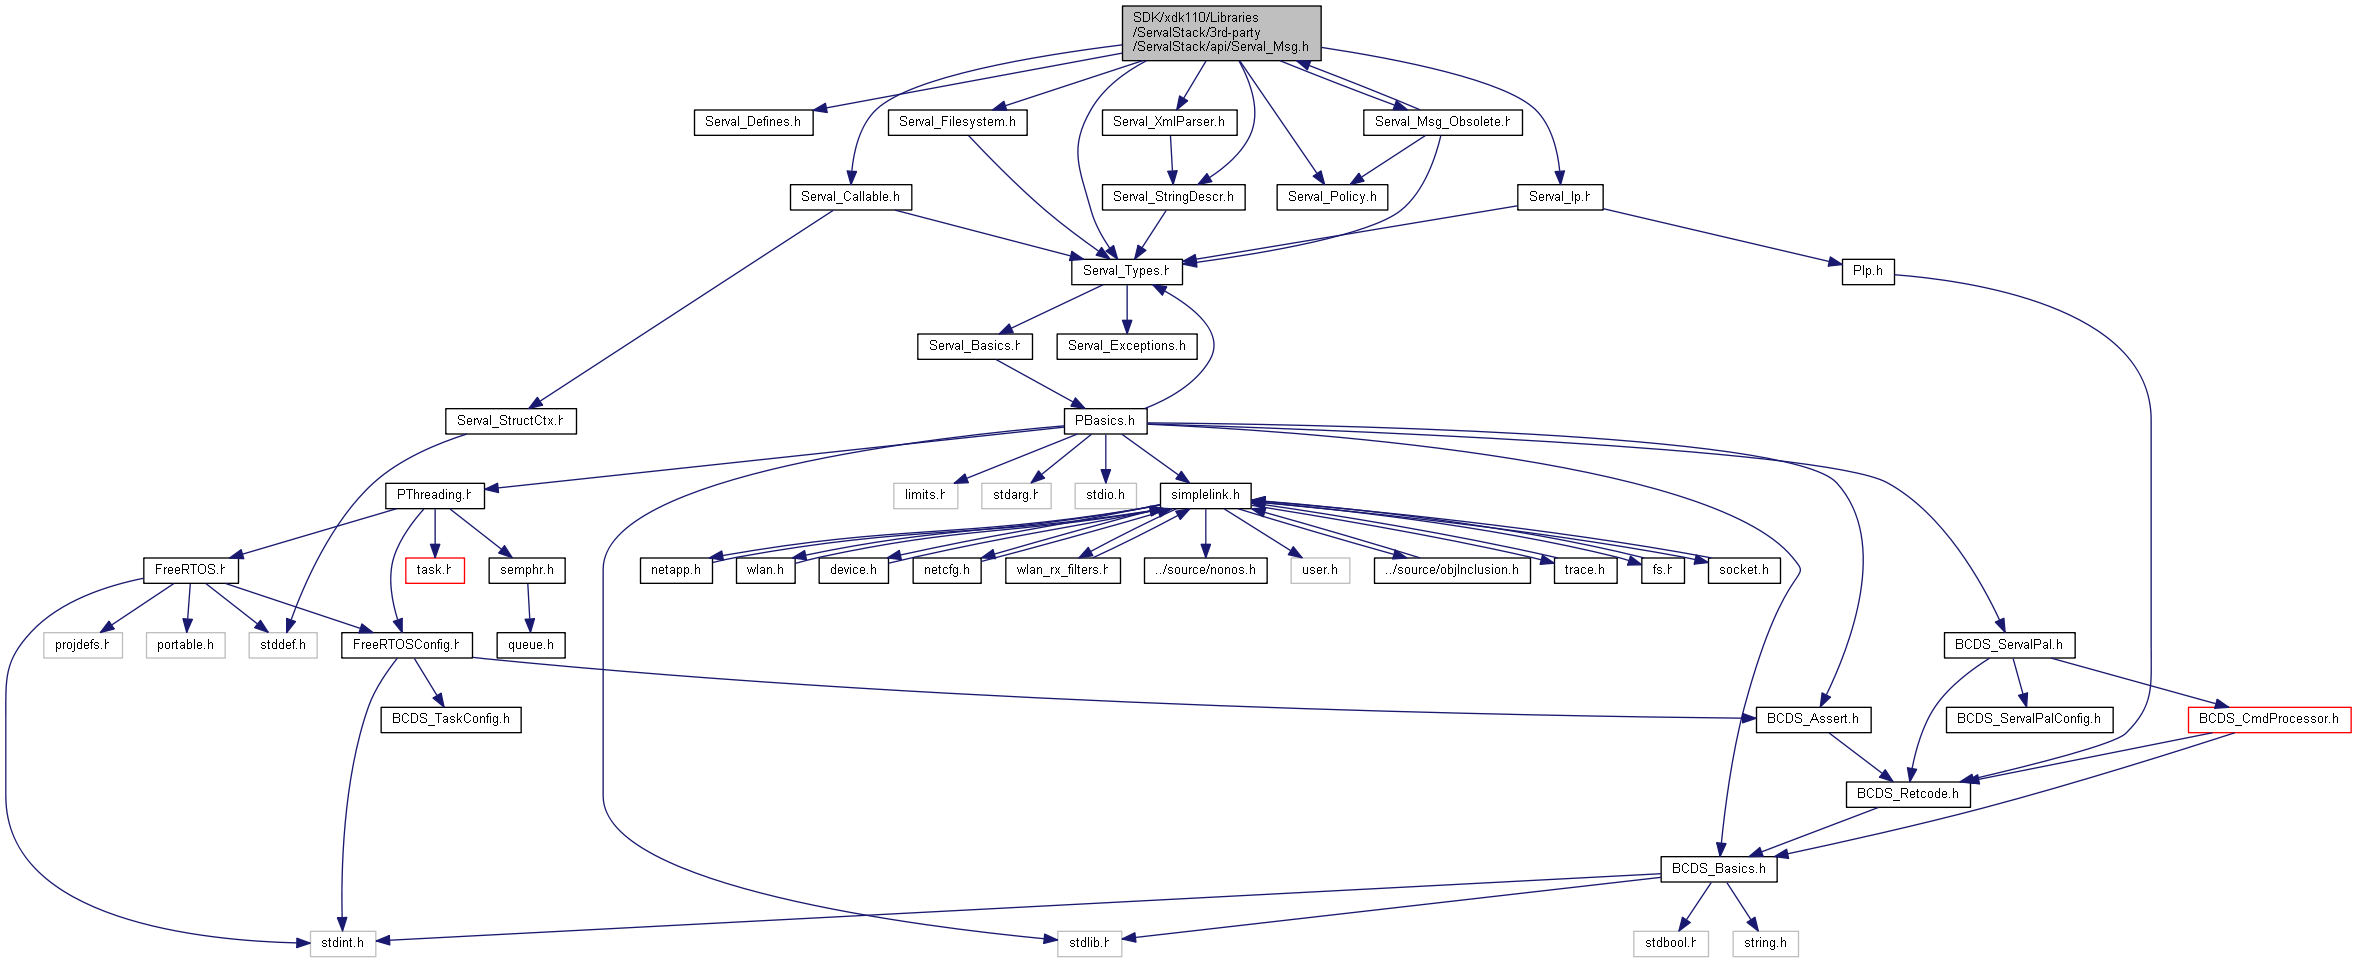 SDK/xdk110/Libraries
/ServalStack/3rd-party
/ServalStack/api/Serval_Msg.h
Serval_Defines.h
Serval_Filesystem.h
Serval_XmlParser.h
Serval_Msg_Obsolete.h
Serval_Callable.h
Serval_StringDescr.h
Serval_Policy.h
Serval_Ip.h
Serval_Types.h
PIp.h
Serval_Basics.h
Serval_Exceptions.h
Serval_StructCtx.h
PBasics.h
PThreading.h
limits.h
stdarg.h
stdio.h
simplelink.h
FreeRTOS.h
task.h
semphr.h
netapp.h
wlan.h
device.h
netcfg.h
wlan_rx_filters.h
../source/nonos.h
user.h
../source/objInclusion.h
trace.h
fs.h
socket.h
projdefs.h
portable.h
stddef.h
FreeRTOSConfig.h
queue.h
BCDS_ServalPal.h
BCDS_TaskConfig.h
BCDS_Assert.h
BCDS_ServalPalConfig.h
BCDS_CmdProcessor.h
BCDS_Retcode.h
BCDS_Basics.h
stdint.h
stdlib.h
stdbool.h
string.h